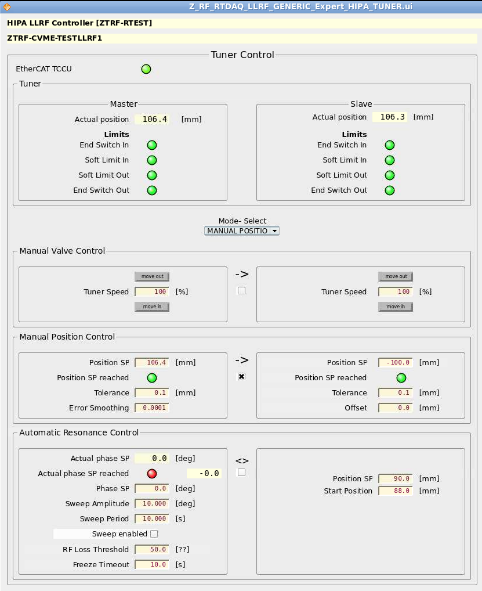 Z_RF_RTDAQ_LLRF_GENERIC_Expert_HIPA_TUNER.ui
HIPA LLRF Controller [ZTRF-RTEST]
ZTRF-CVME-TESTLLRF1
Tuner Control
EtherCAT TCCU
Tuner
Master
Actual position 106.4 [mm]
Limits
End Switch In
Soft Limit In
Soft Limit Out
End Switch Out
Slave
Actual position 106.3 [mm]
Limits
End Switch In
Soft Limit In
Soft Limit Out
End Switch Out
Mode- Select
MANUAL POSITIO
Manual Valve Control
move out
Tuner Speed 100 [%]
move in
->
move out
Tuner Speed 100 [%]
move in
Manual Position Control
Position SP 106.4 [mm]
Position SP reached
Tolerance 0.1 [mm]
Error Smoothing 0.0001
->
Position SP -100.0 [mm]
Position SP reached
Tolerance 0.1 [mm]
Offset 0.0 [mm]
Automatic Resonance Control
Actual phase SP 0.0 [deg]
Actual phase SP reached -0.0
Phase SP 0.0 [deg]
Sweep Amplitude 10.000 [deg]
Sweep Period 10.000 [s]
Sweep enabled
RF Loss Threshold 50.0 [??]
Freeze Timeout 10.0 [s]
<>
Position SF 90.0 [mm]
Start Position 88.0 [mm]